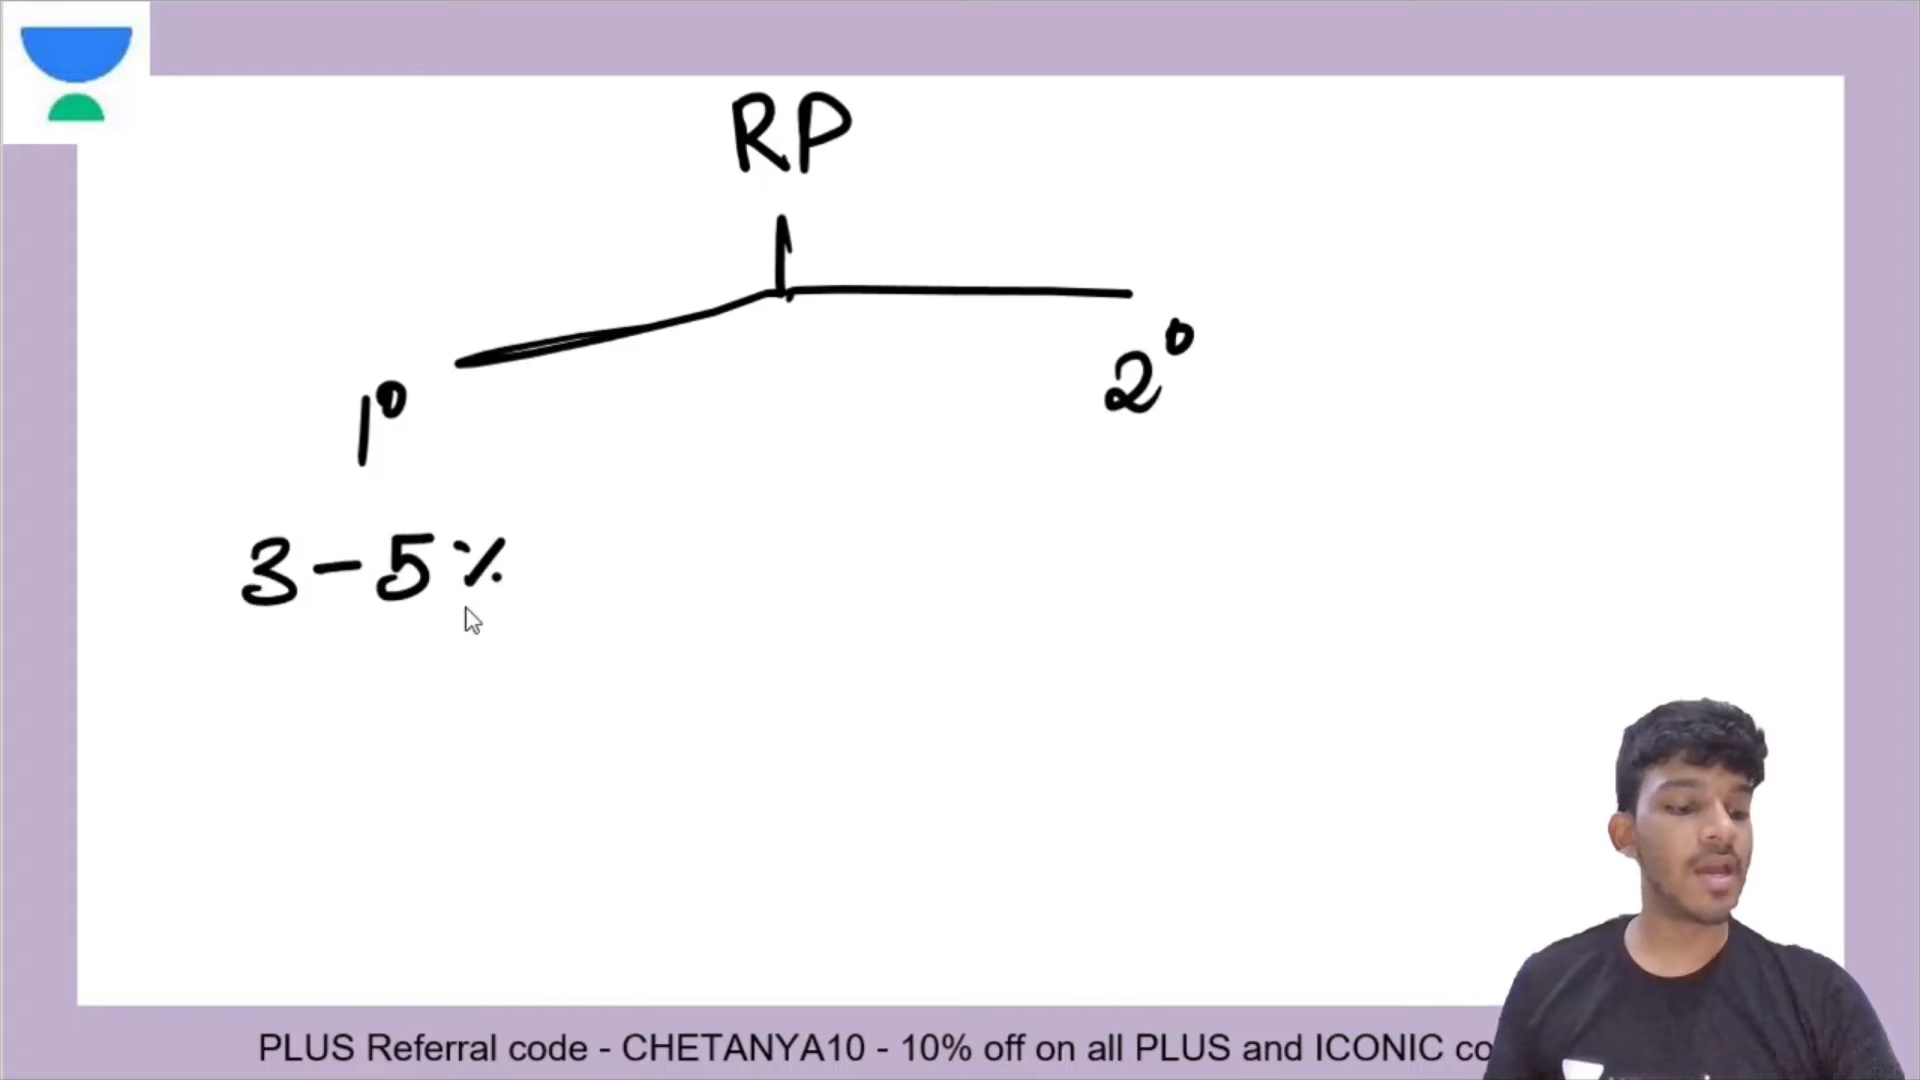 RP
1° 2°
3-5%
PLUS Referral code - CHETANYA10 - 10% off on all PLUS and ICONIC co